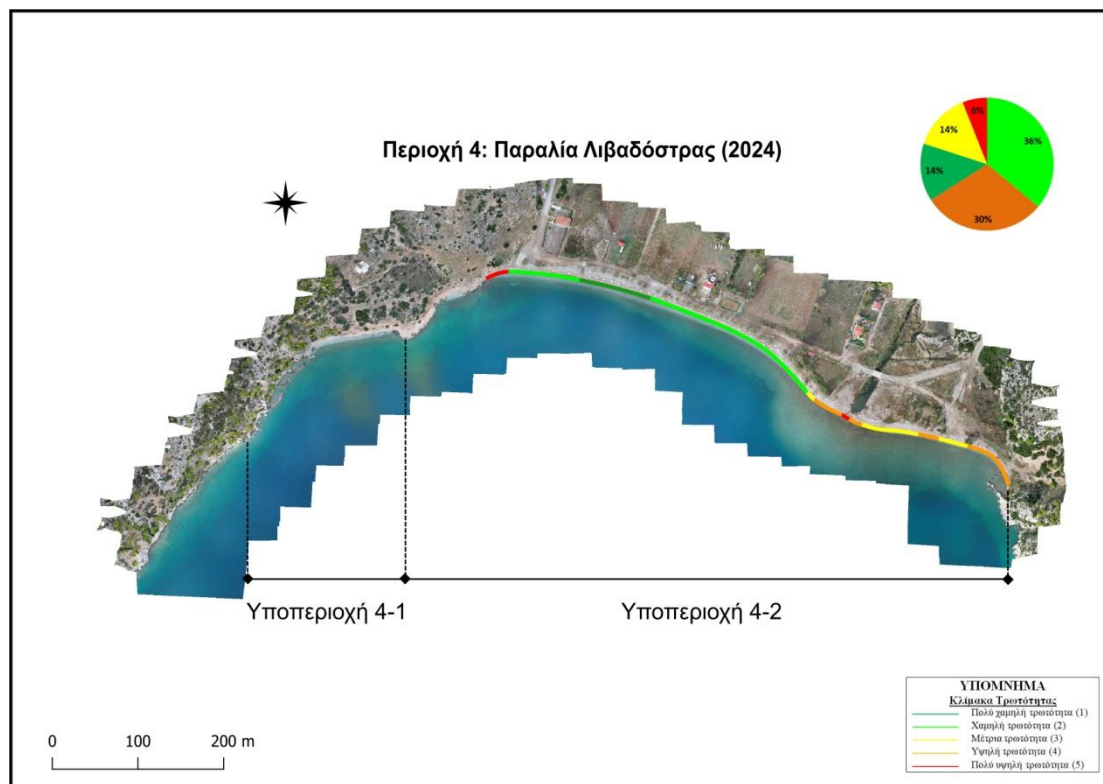 6%
36%
14%
14%
30%
Περιοχή 4: Παραλία Λιβαδόστρας (2024)
Υποπεριοχή 4-1
Υποπεριοχή 4-2
0 100 200 m
ΥΠΟΜΝΗΜΑ
Κλίμακα Τρωτότητας
Πολύ χαμηλή τρωτότητα (1)
Χαμηλή τρωτότητα (2)
Μέτρια τρωτότητα (3)
Υψηλή τρωτότητα (4)
Πολύ υψηλή τρωτότητα (5)